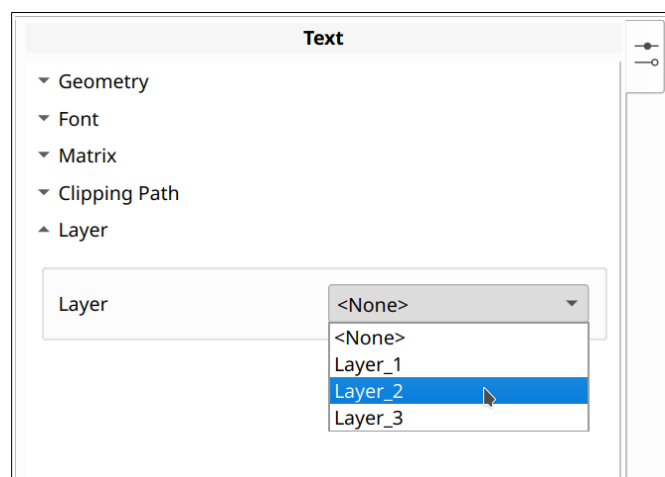 Text
Geometry
Font
Matrix
Clipping Path
Layer
Layer <None>
<None>
Layer_1
Layer_2
Layer_3